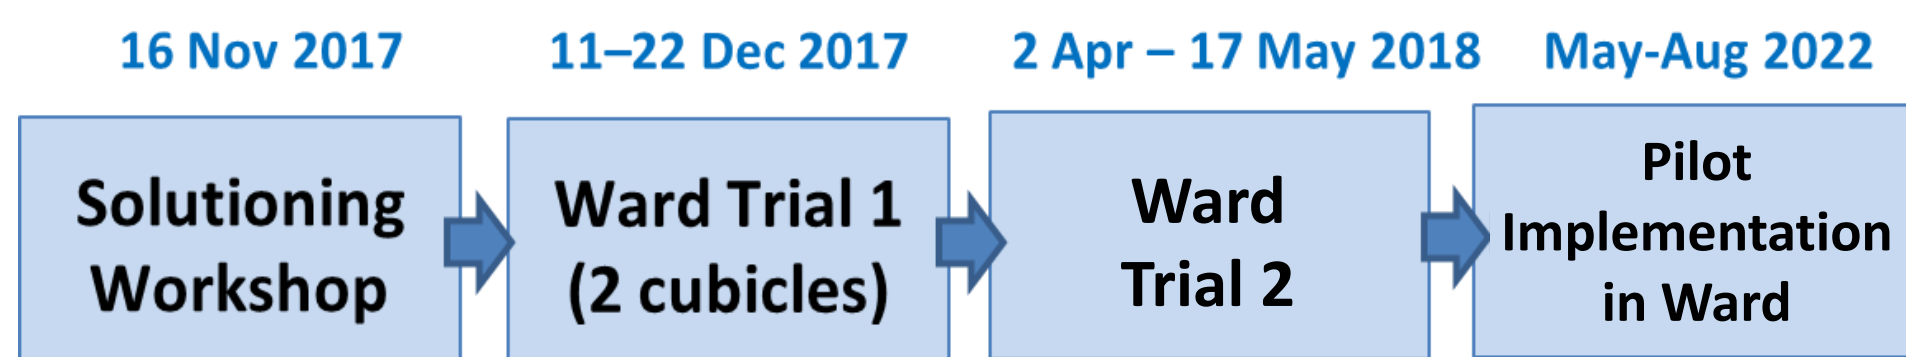 16 Nov 2017
11–22 Dec 2017
2 Apr – 17 May 2018
May-Aug 2022
Solutioning
Workshop
Ward Trial 1
(2 cubicles)
Ward
Trial 2
Pilot
Implementation
in Ward